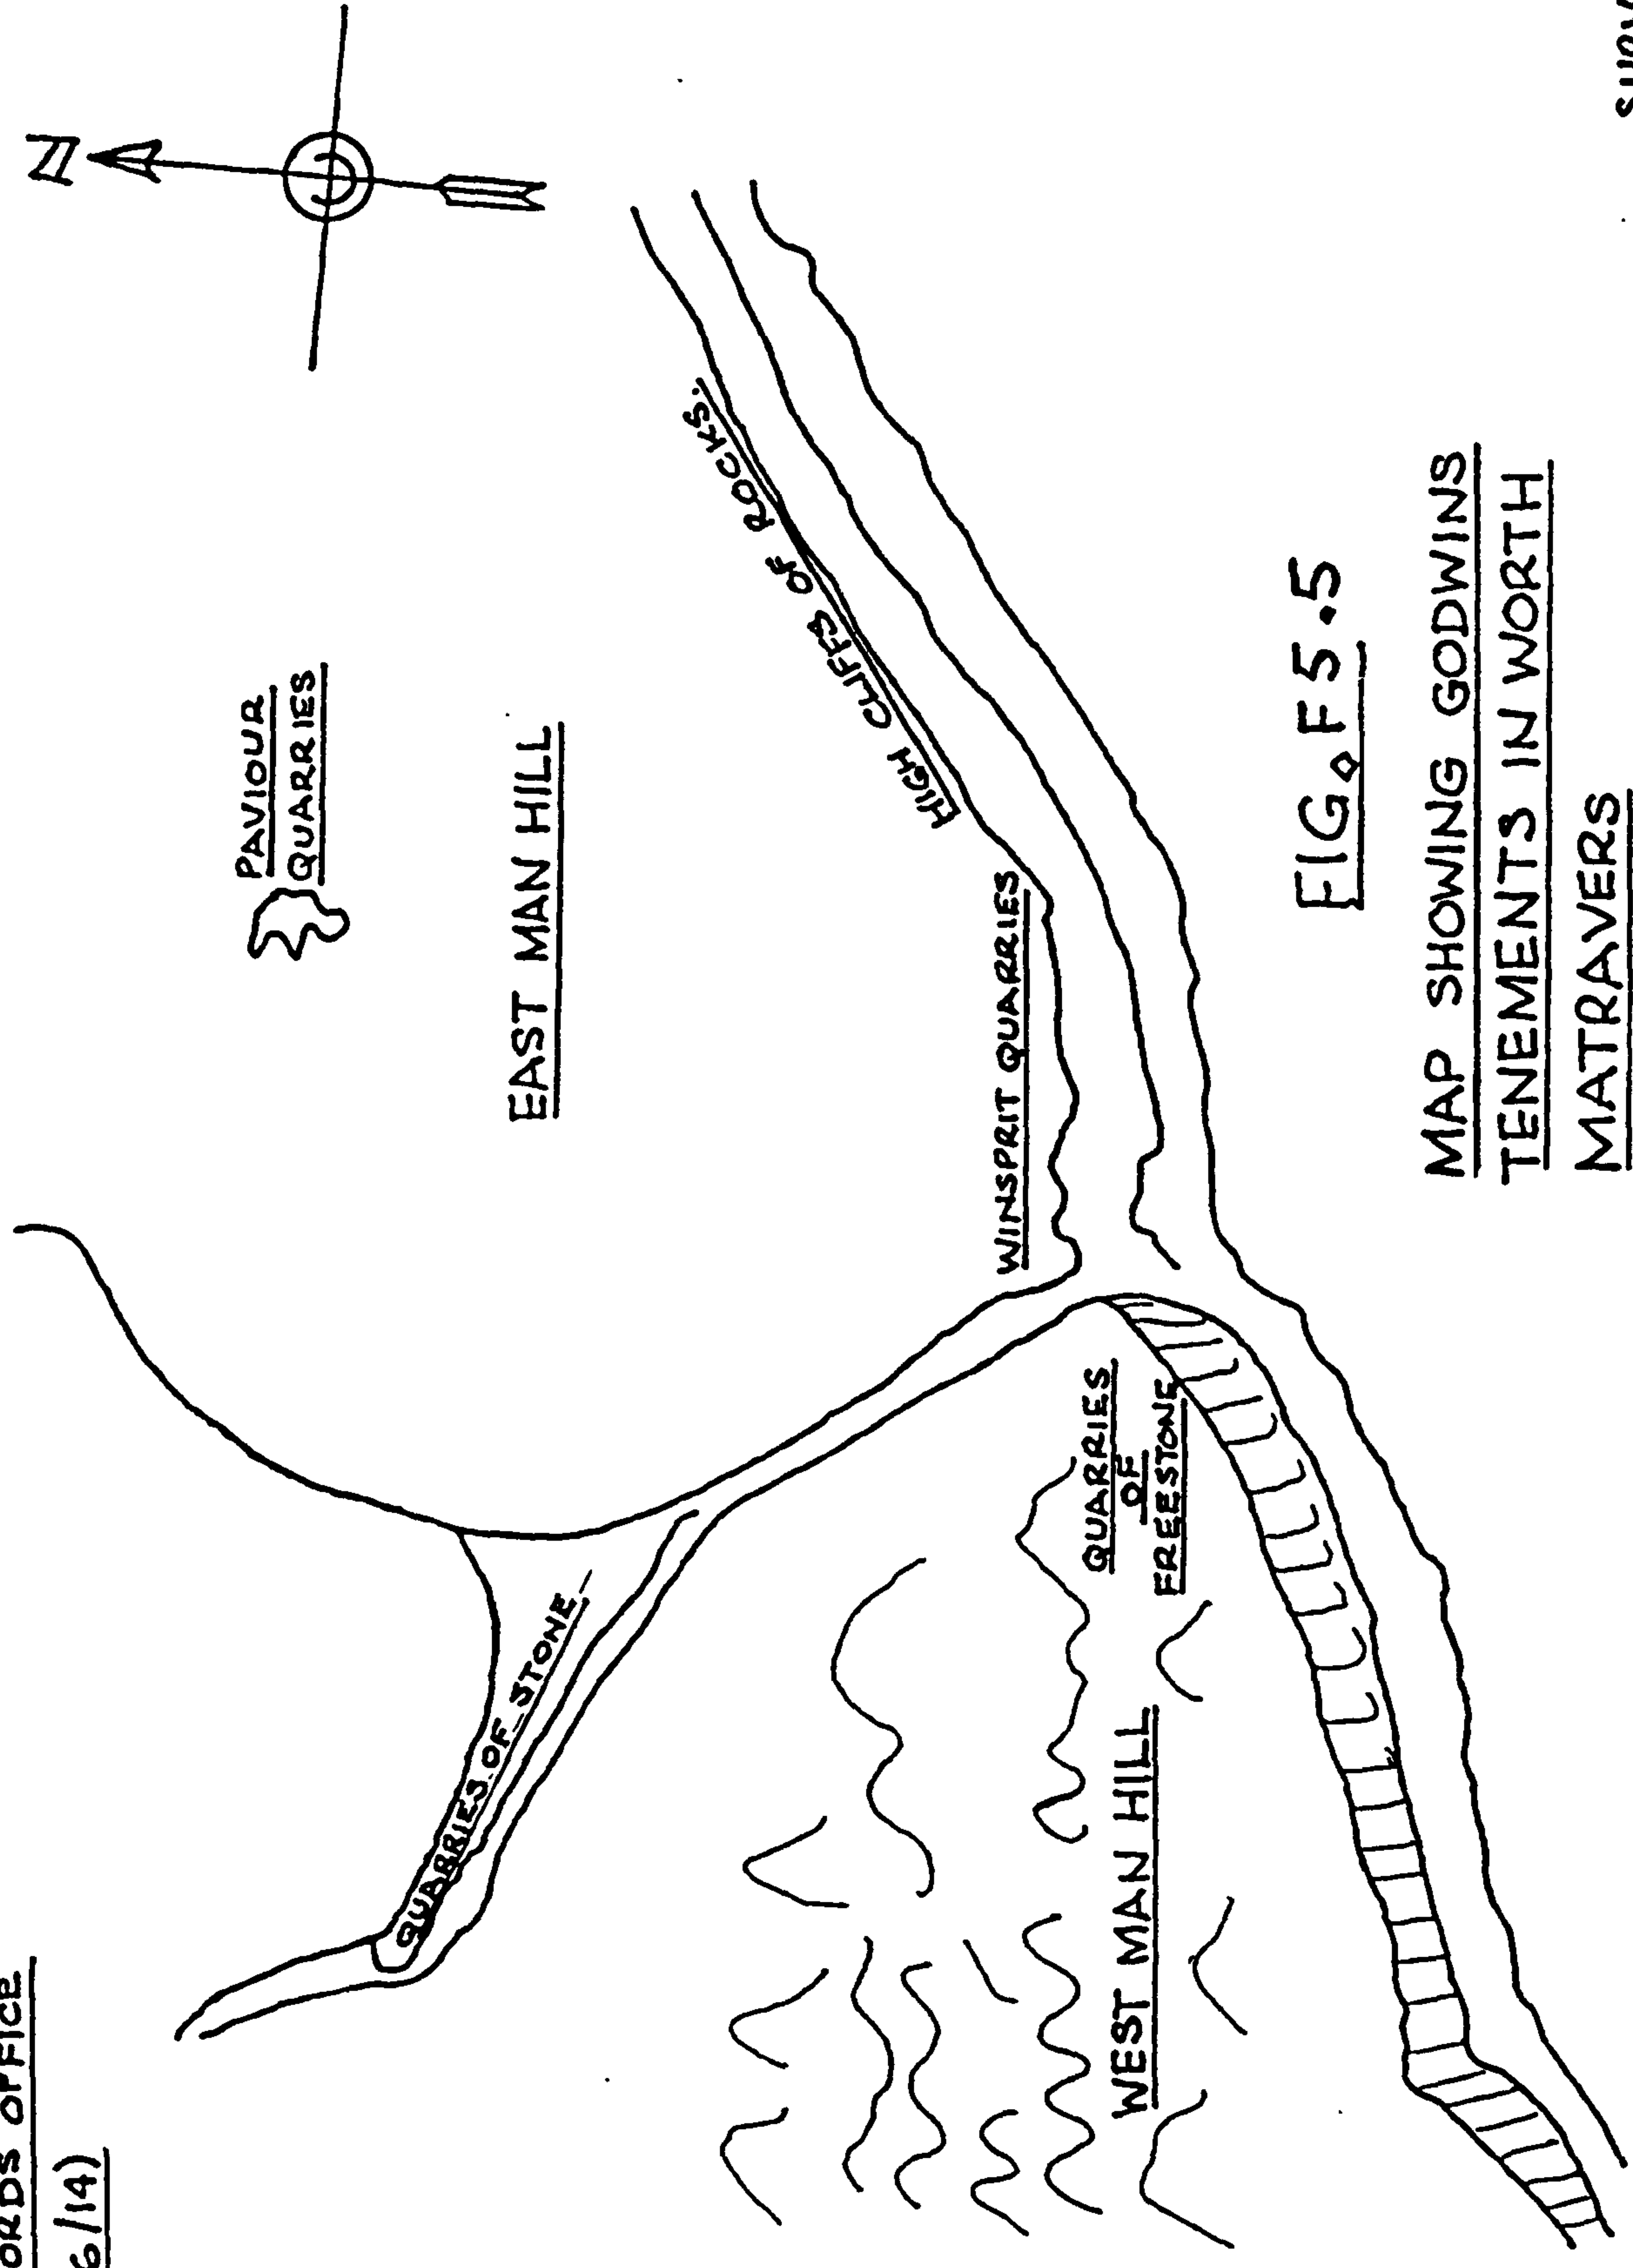 ORDS OFFICE
6/14)
N
PAVIOUR
QUARRIES
QUARRIES OF STONE
EAST MAN HILL
HIGH CLIFFS OF ROCKS.
WINSPRIT QUARRIES
QUARRIES
OF
FREESTONE
WEST MAN HILL
FIG. F5.5
MAP SHOWING GODWINS
TENEMENTS IN WORTH
MATRAVERS